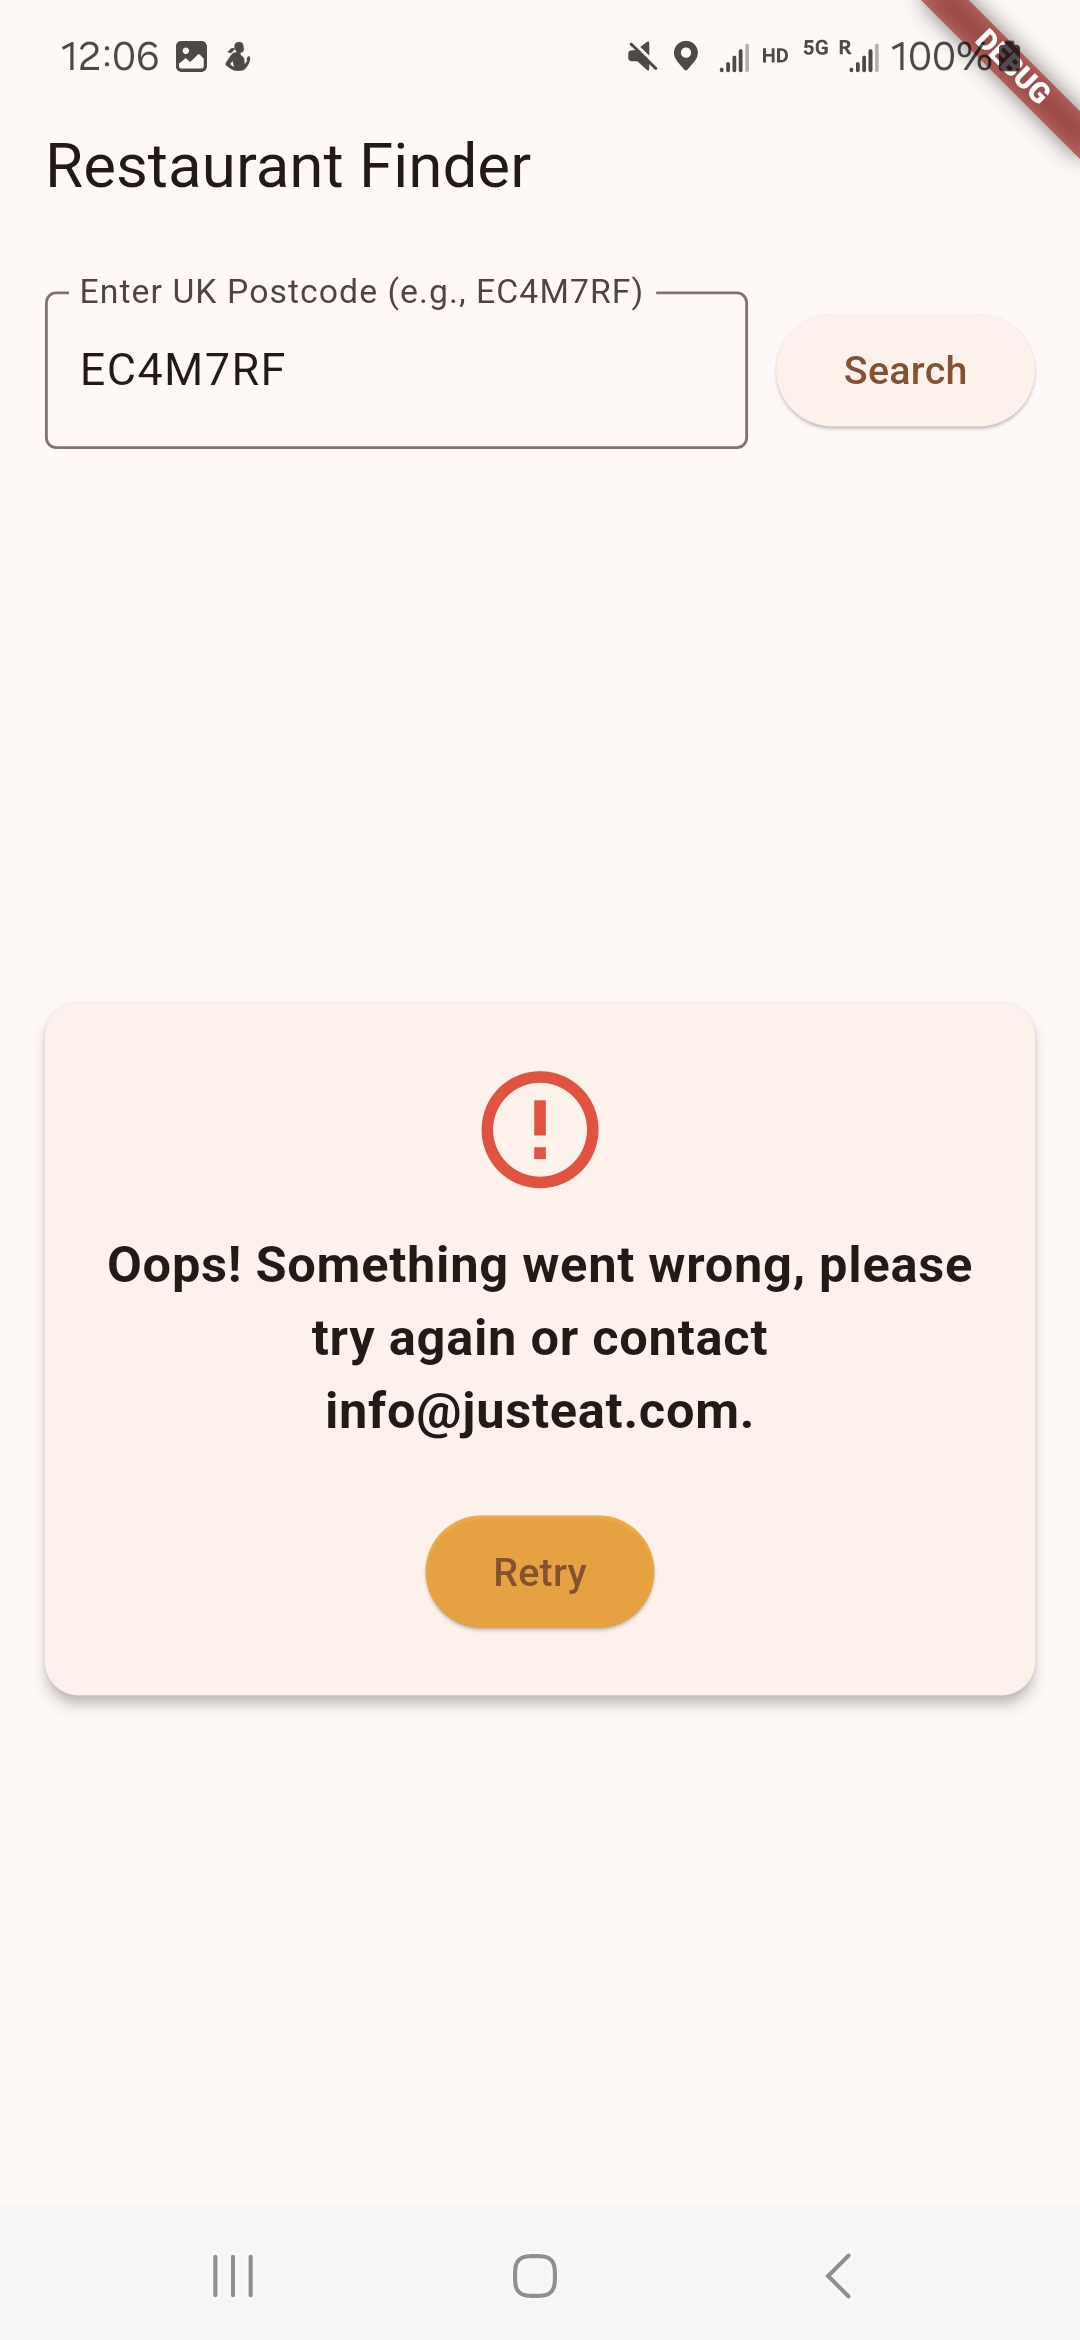 12:06 HD 5G R 100%
DEBUG
Restaurant Finder
Enter UK Postcode (e.g., EC4M7RF)
EC4M7RF
Search
Oops! Something went wrong, please
try again or contact
info@justeat.com.
Retry